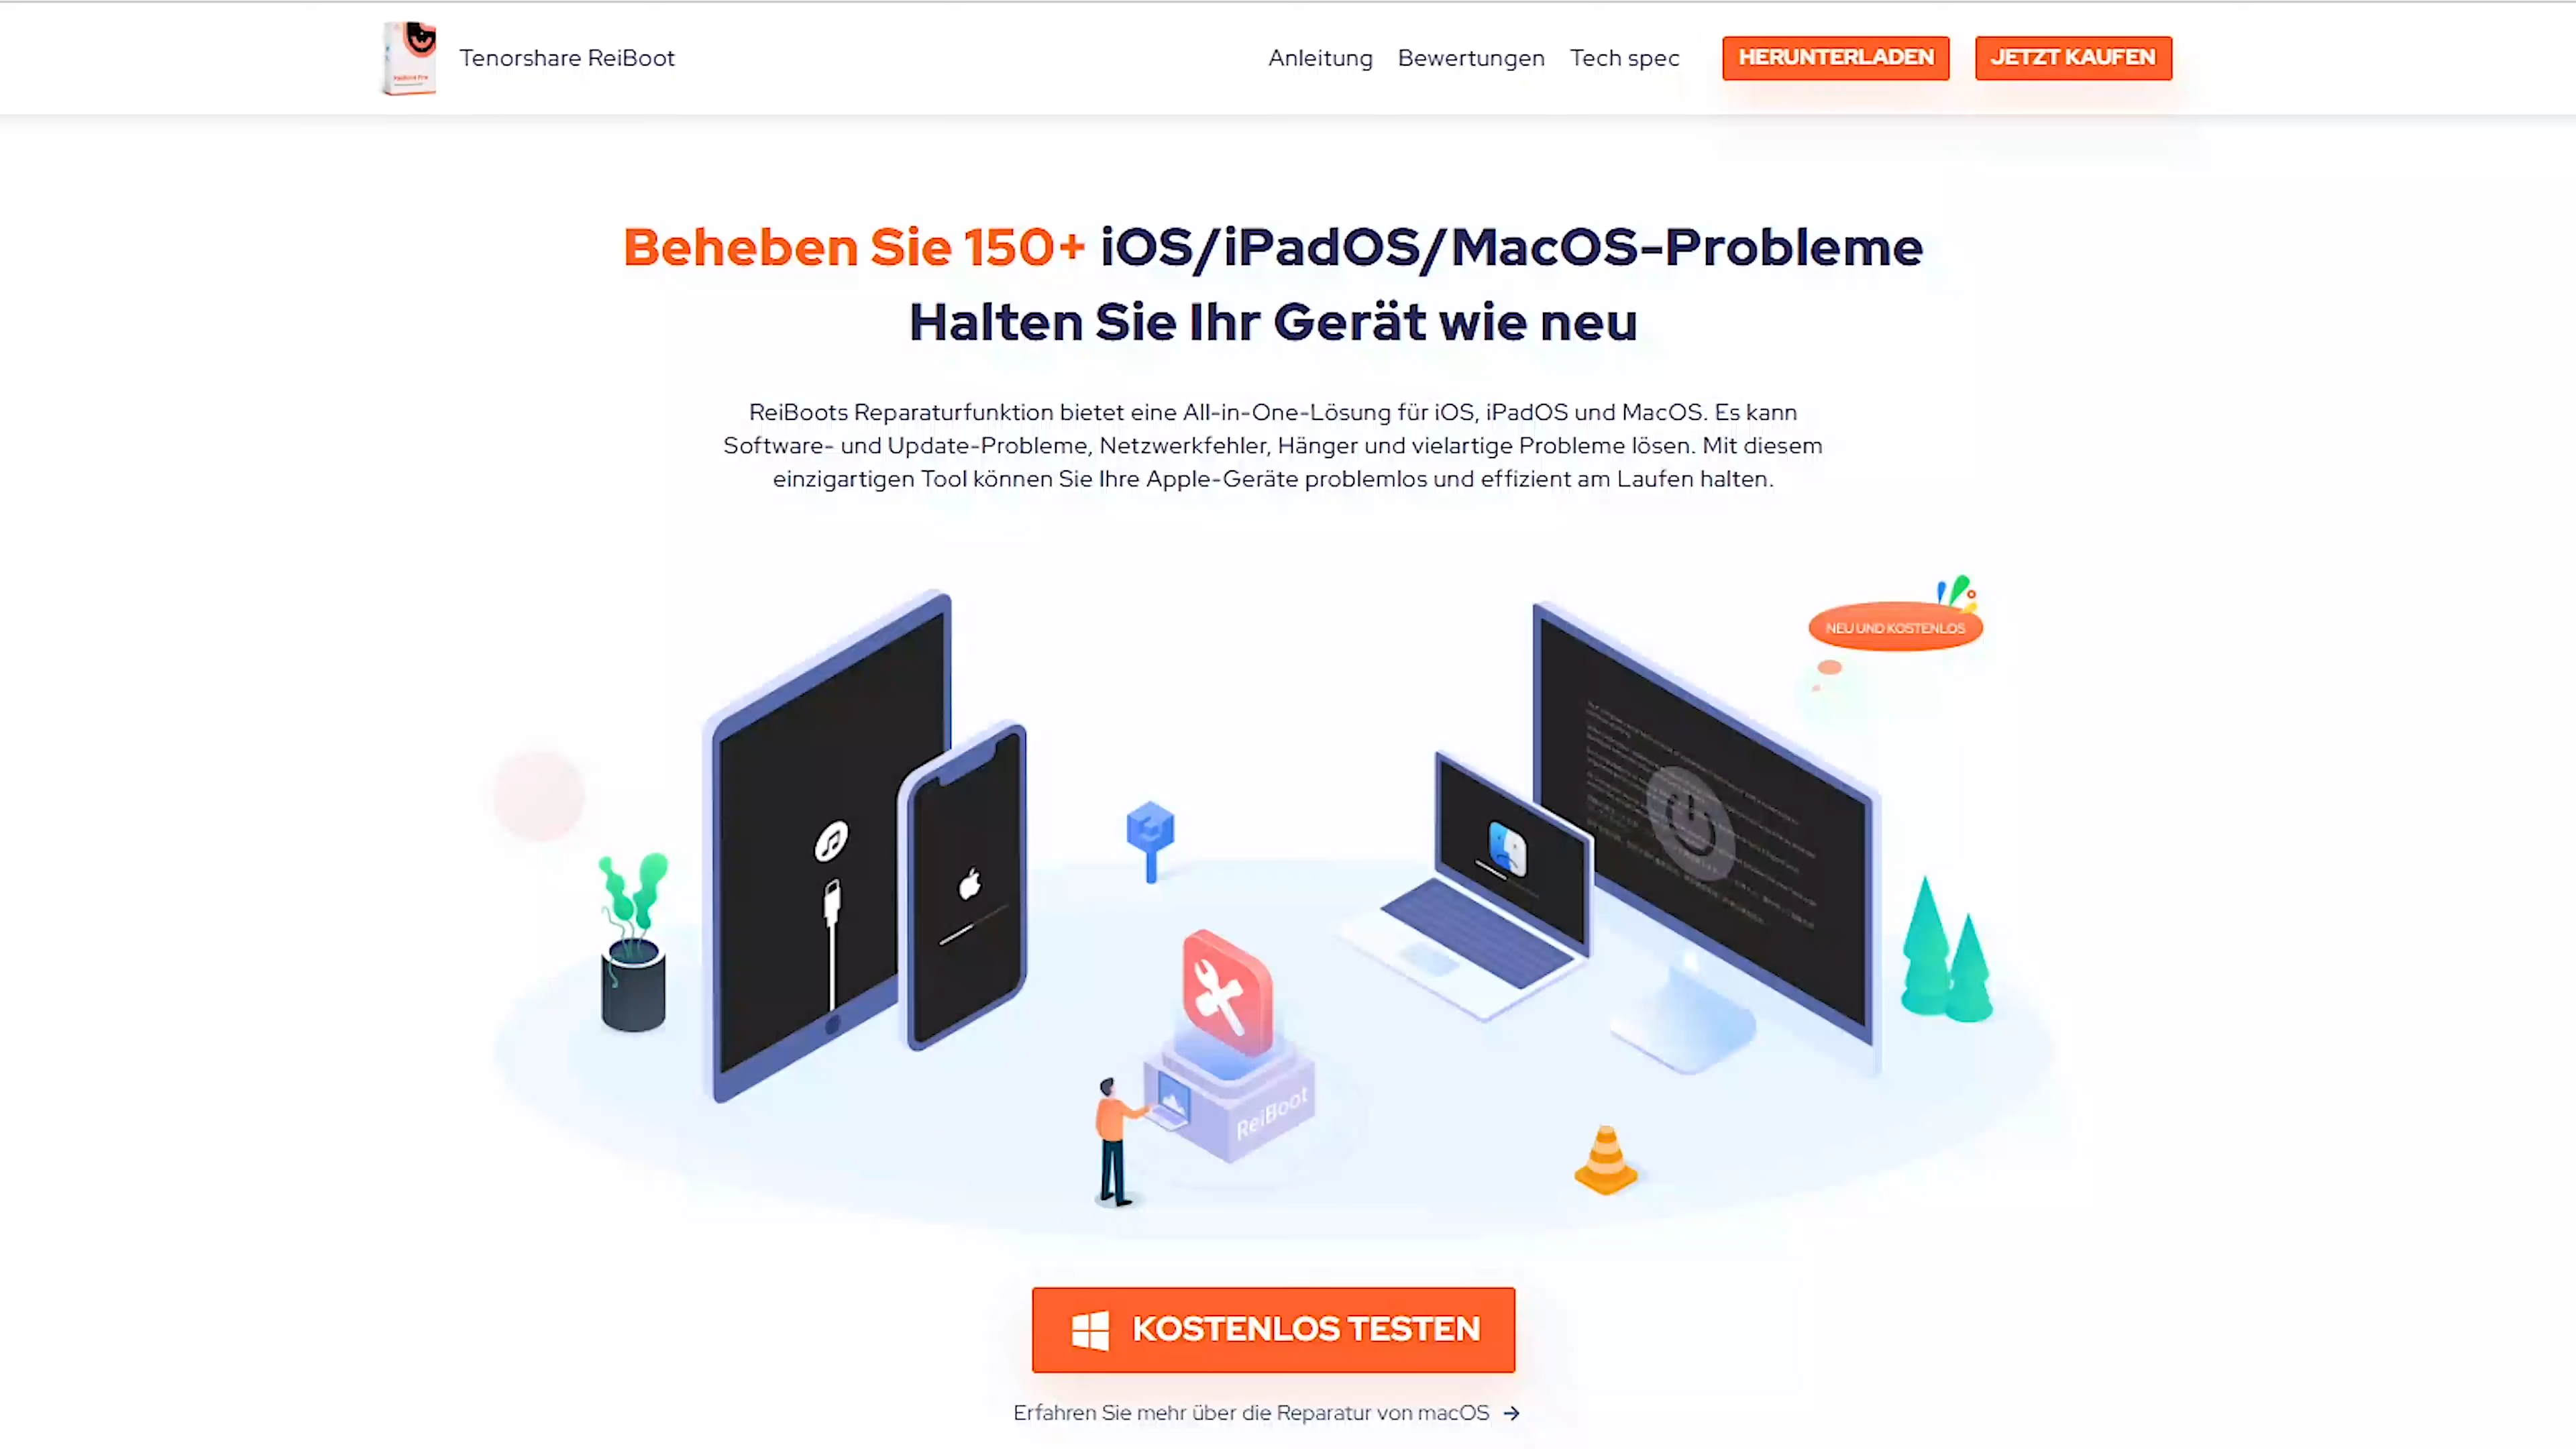 Tenorshare ReiBoot
Anleitung Bewertungen Tech spec HERUNTERLADEN JETZT KAUFEN
Beheben Sie 150+ iOS/iPadOS/MacOS-Probleme
Halten Sie Ihr Gerät wie neu
ReiBoots Reparaturfunktion bietet eine All-in-One-Lösung für iOS, iPadOS und MacOS. Es kann
Software- und Update-Probleme, Netzwerkfehler, Hänger und vielartige Probleme lösen. Mit diesem
einzigartigen Tool können Sie Ihre Apple-Geräte problemlos und effizient am Laufen halten.
NEU UND KOSTENLOS
ReiBoot
KOSTENLOS TESTEN
Erfahren Sie mehr über die Reparatur von macOS →